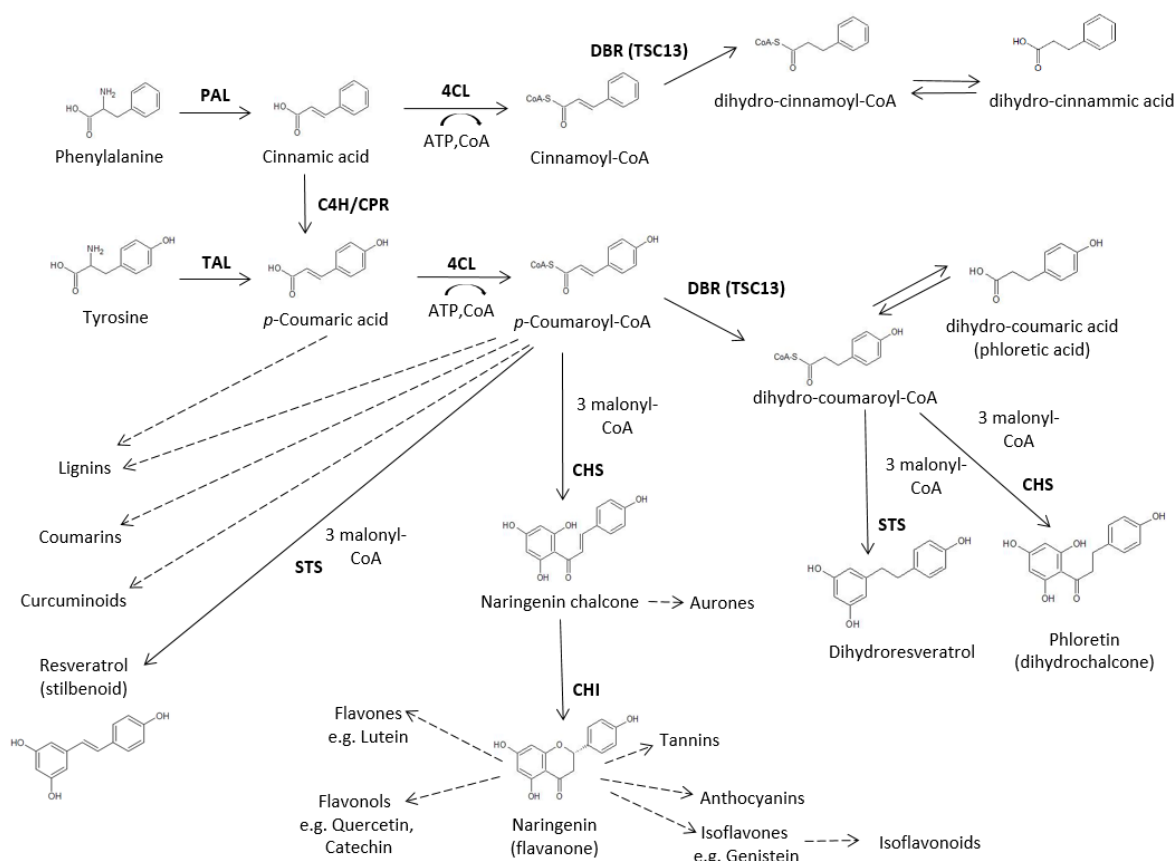 DBR (TSC13)
CoA-S
O
dihydro-cinnamoyl-CoA
HO
O
dihydro-cinnammic acid
NH₂
HO
O
Phenylalanine
PAL
HO
O
Cinnamic acid
4CL
ATP,CoA
CoA-S
O
Cinnamoyl-CoA
C4H/CPR
NH₂
OH
HO
O
Tyrosine
TAL
OH
HO
O
p-Coumaric acid
4CL
ATP,CoA
OH
CoA-S
O
p-Coumaroyl-CoA
DBR (TSC13)
OH
HO
O
dihydro-coumaric acid
(phloretic acid)
OH
CoA-S
O
dihydro-coumaroyl-CoA
3 malonyl-
CoA
CHS
3 malonyl-
CoA
STS
3 malonyl-
CoA
CHS
Lignins
Coumarins
Curcuminoids
3 malonyl-
CoA
STS
Resveratrol
(stilbenoid)
OH
HO
OH
OH
HO
OH
OH
O
Naringenin chalcone
Aurones
OH
HO
OH
Dihydroresveratrol
OH
HO
OH
OH
O
Phloretin
(dihydrochalcone)
CHI
Flavones
e.g. Lutein
Flavonols
e.g. Quercetin,
Catechin
OH
HO
O
OH
O
Naringenin
(flavanone)
Tannins
Anthocyanins
Isoflavones
e.g. Genistein
Isoflavonoids